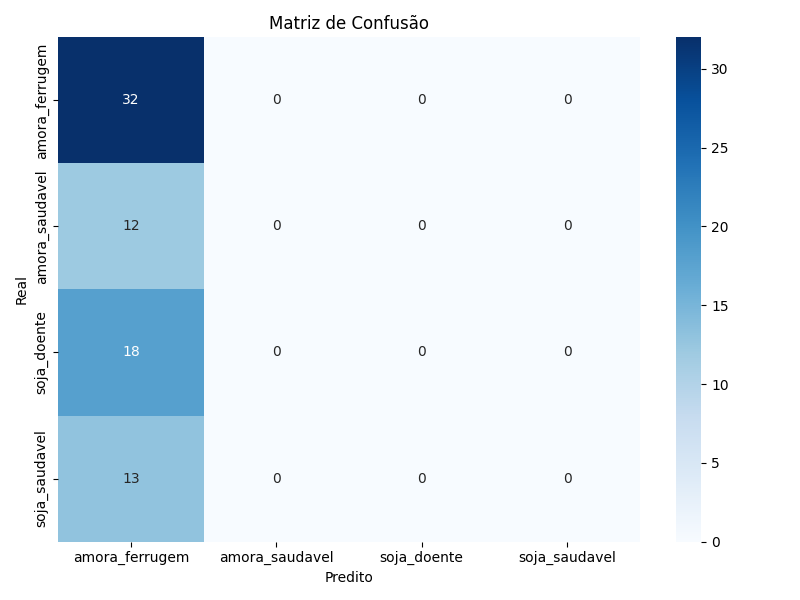 Matriz de Confusão
Real
amora_ferrugem
32
0
0
0
amora_saudavel
12
0
0
0
soja_doente
18
0
0
0
soja_saudavel
13
0
0
0
amora_ferrugem
amora_saudavel
soja_doente
soja_saudavel
Predito
30
25
20
15
10
5
0